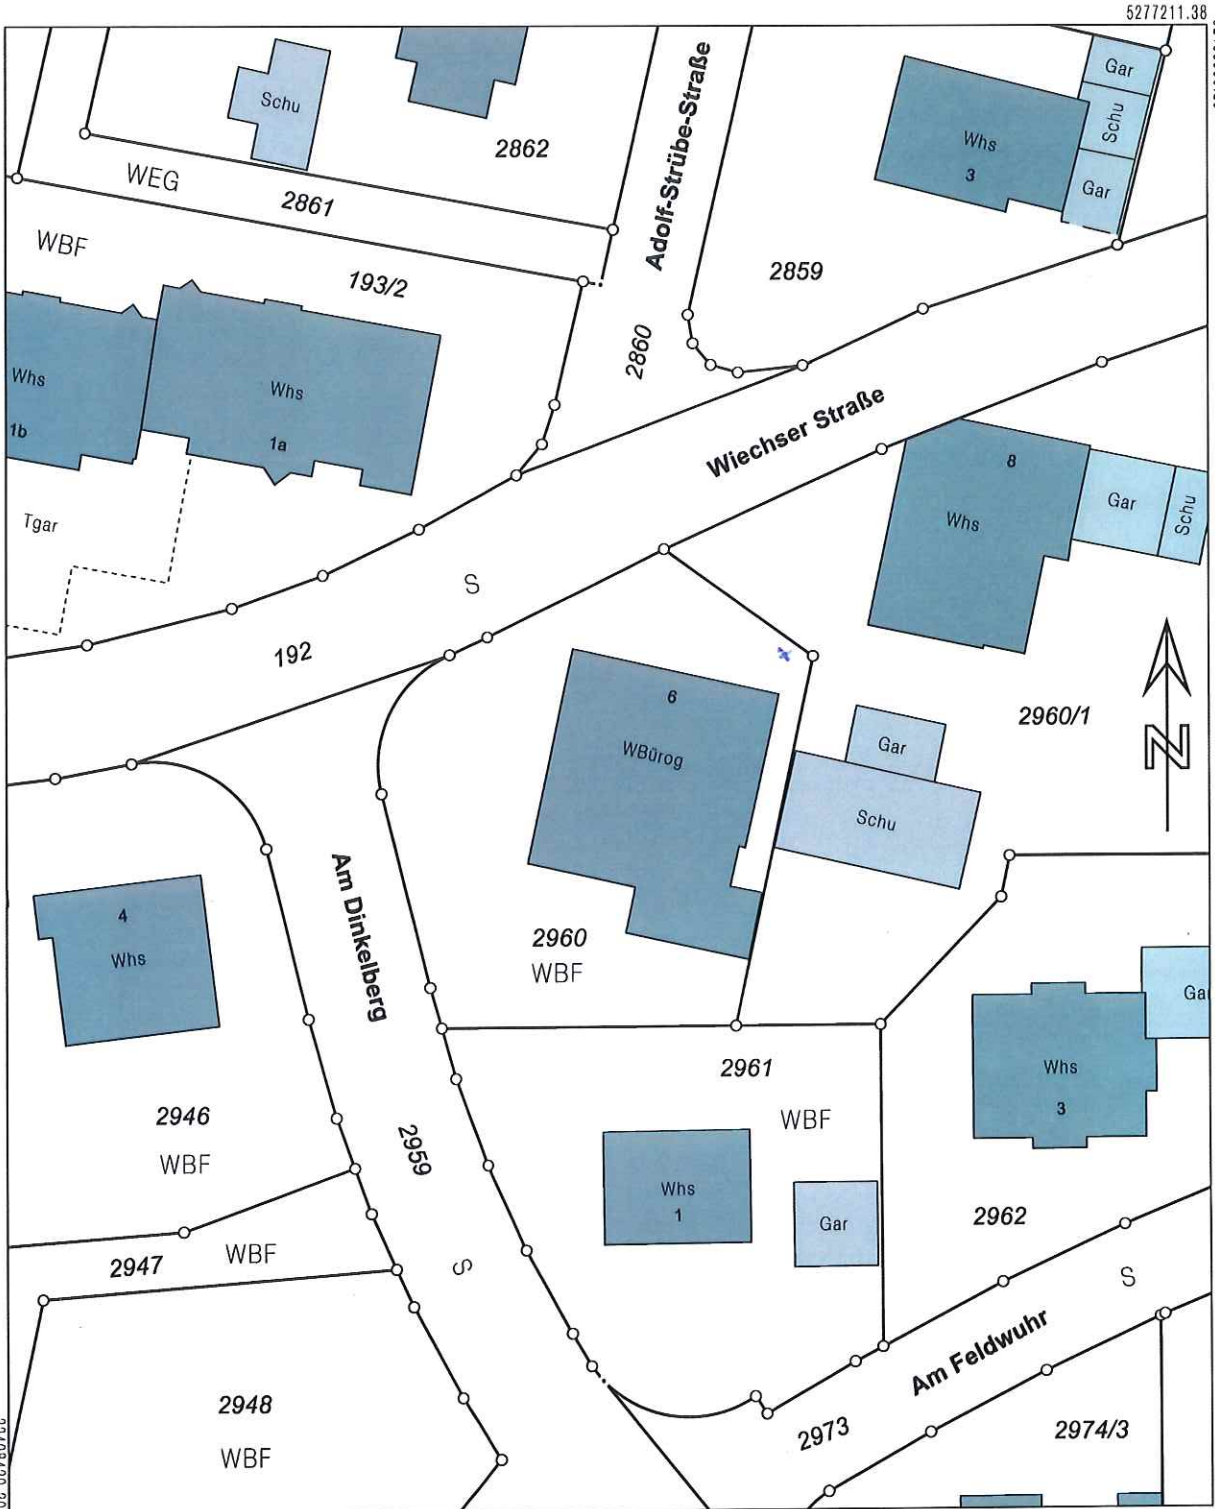 5277211.38
Gar
Schu
Adolf-Strübe-Straße
Whs
3
Schu
2862
Gar
WEG
2861
WBF
193/2
2859
2860
Whs
1b
Whs
1a
Wiechser Straße
8
Whs
Gar
Schu
Tgar
S
192
6
WBürog
2960/1
N
Gar
Schu
Am Dinkelberg
4
Whs
2960
WBF
Gar
2961
Whs
3
2946
WBF
WBF
2959
Whs
1
Gar
2962
2947
WBF
S
S
Am Feldwuhr
2948
WBF
2973
2974/3